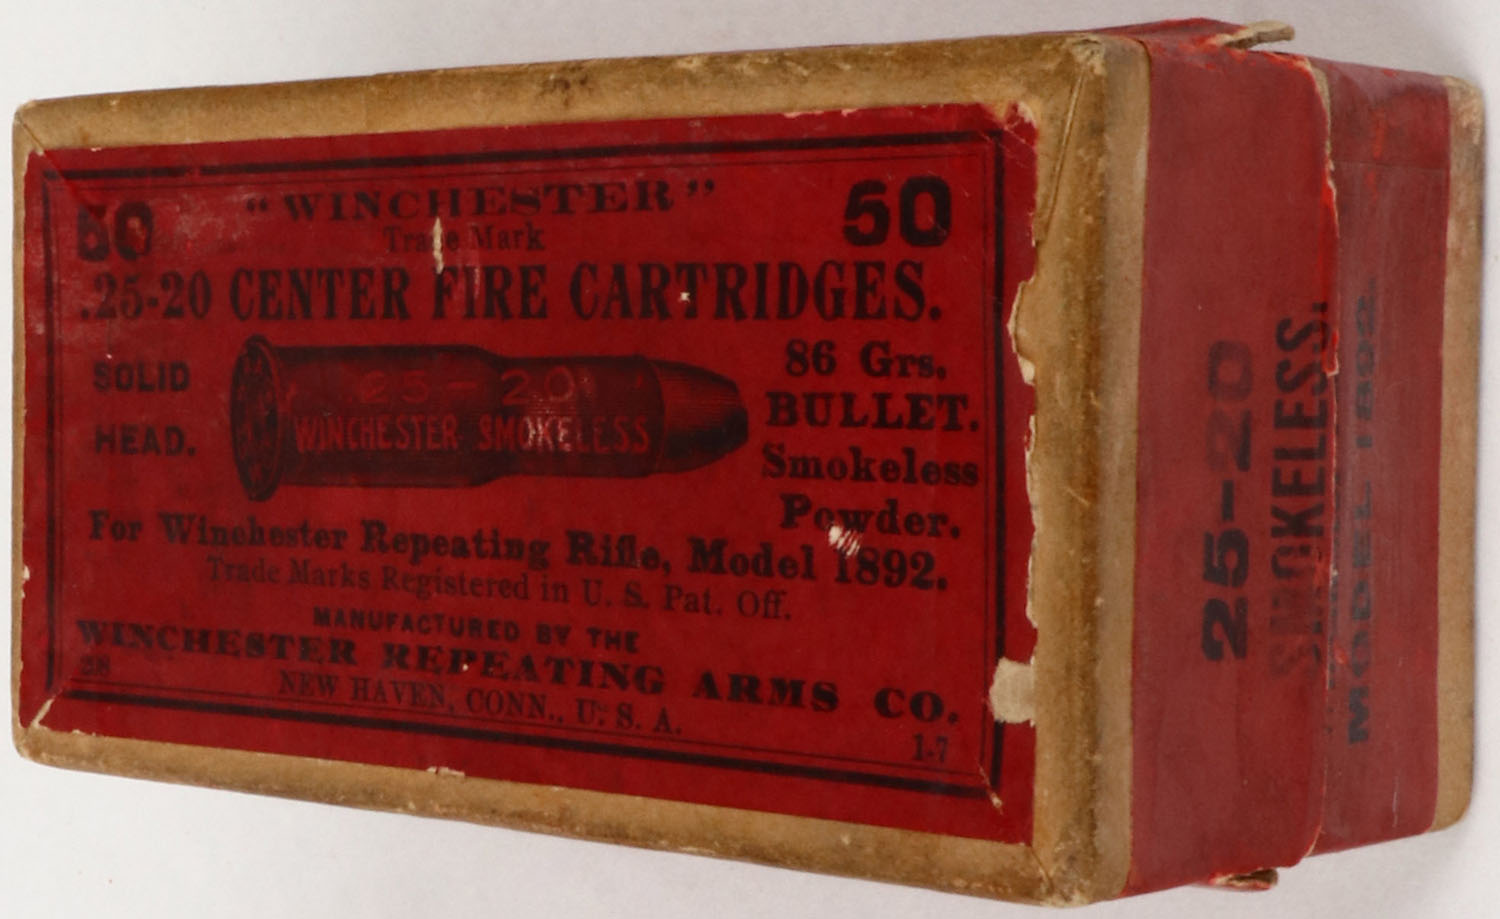 50 "WINCHESTER" 50
Trade Mark
.25-20 CENTER FIRE CARTRIDGES.
SOLID
HEAD.
25-20
WINCHESTER SMOKELESS
86 Grs.
BULLET.
Smokeless
Powder.
For Winchester Repeating Rifle, Model 1892.
Trade Marks Registered in U. S. Pat. Off.
MANUFACTURED BY THE
WINCHESTER REPEATING ARMS CO.
NEW HAVEN, CONN., U. S. A.
1-7
25-20
SMOKELESS.
MODEL 1892.